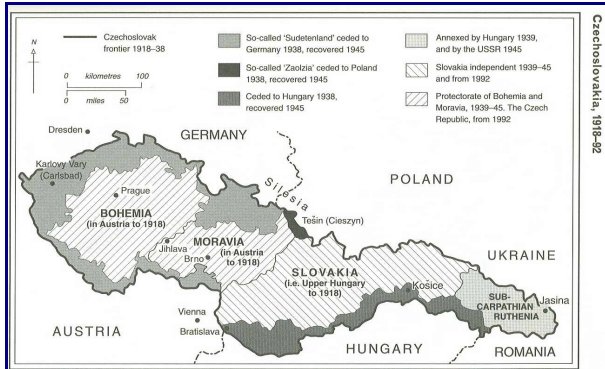 Czechoslovak
frontier 1918–38
N
0 kilometres 100
0 miles 50
So-called 'Sudetenland' ceded to
Germany 1938, recovered 1945
So-called 'Zaolzia' ceded to Poland
1938, recovered 1945
Ceded to Hungary 1938,
recovered 1945
Annexed by Hungary 1939,
and by the USSR 1945
Slovakia independent 1939–45
and from 1992
Protectorate of Bohemia and
Moravia, 1939–45. The Czech
Republic, from 1992
Czechoslovakia, 1918–92
Dresden
GERMANY
Karlovy Vary
(Carlsbad)
Prague
BOHEMIA
(in Austria to 1918)
Silesia
POLAND
Tešin (Cieszyn)
MORAVIA
(in Austria
to 1918)
Jihlava
Brno
SLOVAKIA
(i.e. Upper Hungary
to 1918)
UKRAINE
Košice
SUB-
CARPATHIAN
RUTHENIA
Jasina
Vienna
Bratislava
AUSTRIA
HUNGARY
ROMANIA